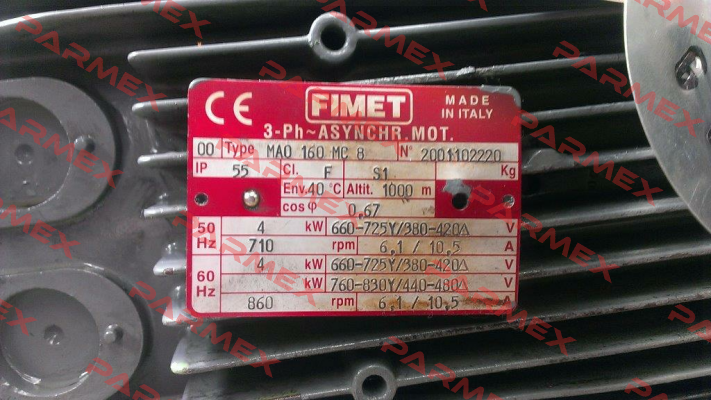 CE FIMET MADE IN ITALY
3-Ph~ASYNCHR.MOT.
00 Type MAO 160 MC 8 N° 2001102220
IP 55 Cl. F S1 Kg
Env.40 °C Altit. 1000 m
cos φ 0,67
50 Hz 4 kW 660-725Y/380-420Δ V
710 rpm 6,1 / 10,5 A
60 Hz 4 kW 660-725Y/380-420Δ V
kW 760-830Y/440-480Δ V
860 rpm 6,1 / 10,5 A
PARMEX